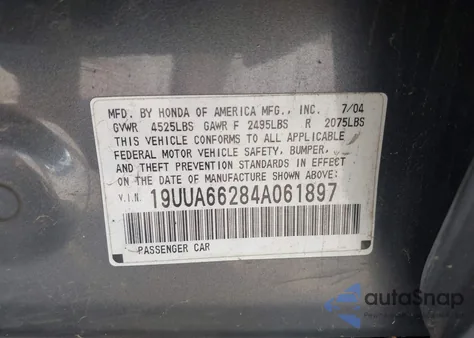 MFD. BY HONDA OF AMERICA MFG., INC. 7/04
GVWR 4525LBS GAWR F 2495LBS R 2075LBS
THIS VEHICLE CONFORMS TO ALL APPLICABLE
FEDERAL MOTOR VEHICLE SAFETY, BUMPER,
AND THEFT PREVENTION STANDARDS IN EFFECT
ON THE DATE OF MANUFACTURE SHOWN ABOVE:
V.I.N. 19UUA66284A061897
PASSENGER CAR
autoSnap